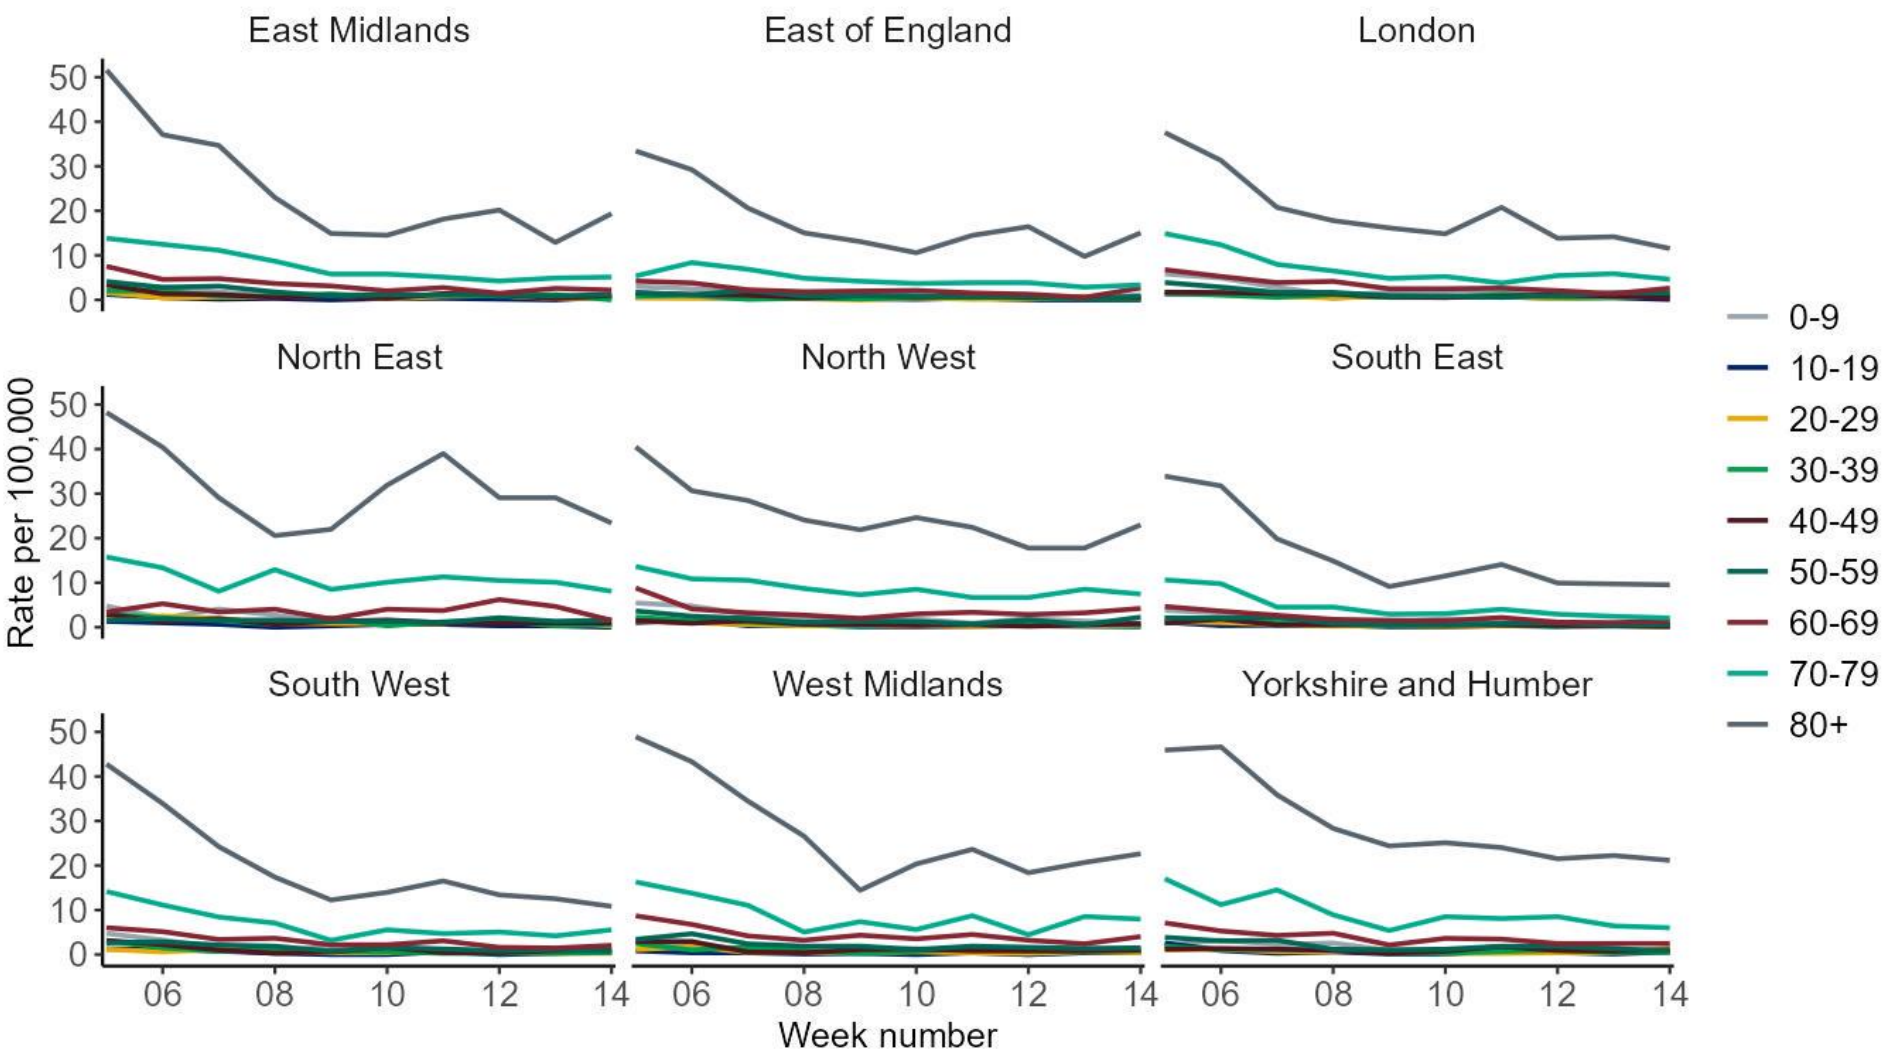 East Midlands
East of England
London
50
40
30
20
10
0
North East
North West
South East
50
40
30
20
10
0
South West
West Midlands
Yorkshire and Humber
50
40
30
20
10
0
06 08 10 12 14
06 08 10 12 14
06 08 10 12 14
Rate per 100,000
Week number
0-9
10-19
20-29
30-39
40-49
50-59
60-69
70-79
80+